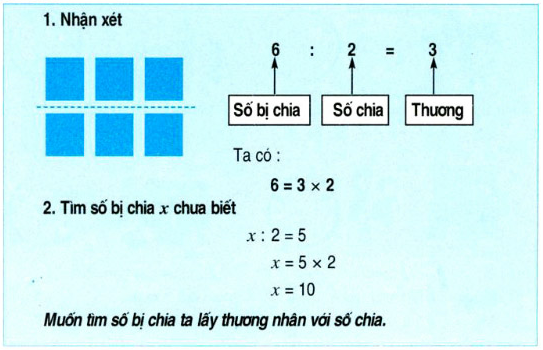 1. Nhận xét
6 : 2 = 3
Số bị chia Số chia Thương
Ta có :
6 = 3 × 2
2. Tìm số bị chia x chưa biết
x : 2 = 5
x = 5 × 2
x = 10
Muốn tìm số bị chia ta lấy thương nhân với số chia.